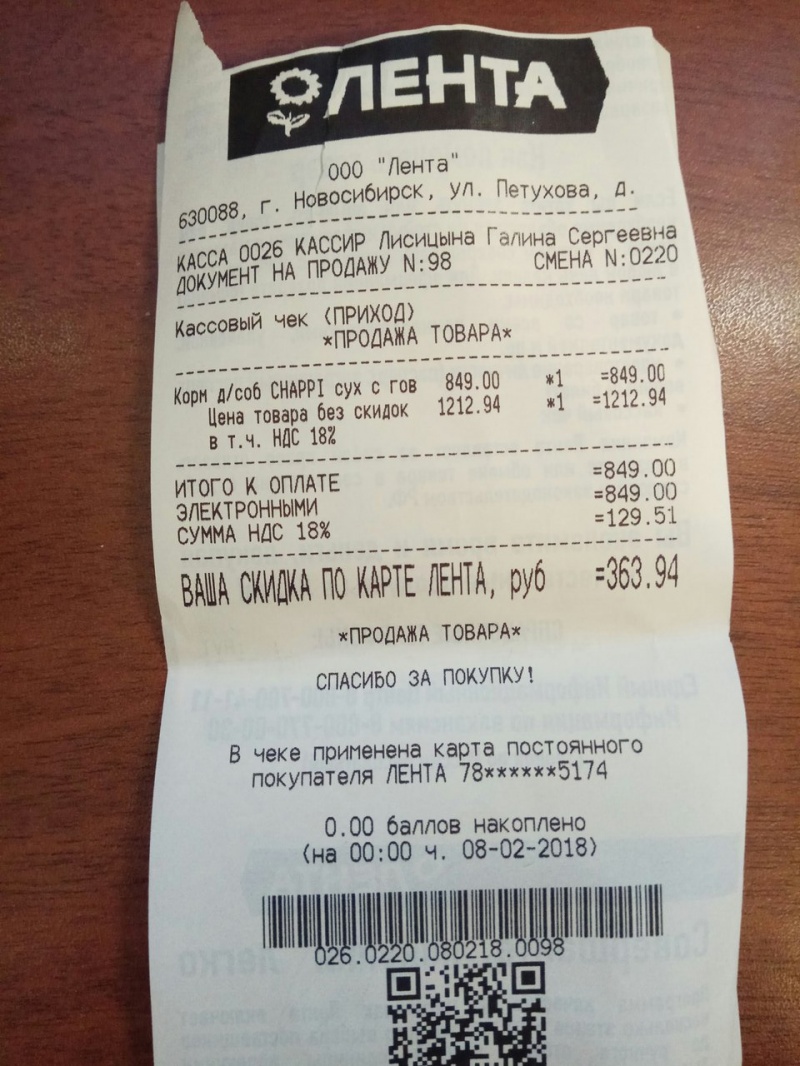 ЛЕНТА
ООО "Лента"
630088, г. Новосибирск, ул. Петухова, д.
КАССА 0026 КАССИР Лисицына Галина Сергеевна
ДОКУМЕНТ НА ПРОДАЖУ N:98 СМЕНА N:0220
Кассовый чек (ПРИХОД)
*ПРОДАЖА ТОВАРА*
Корм д/соб CHAPPI сух с гов 849.00 *1 =849.00
Цена товара без скидок 1212.94 *1 =1212.94
в т.ч. НДС 18%
ИТОГО К ОПЛАТЕ =849.00
ЭЛЕКТРОННЫМИ =849.00
СУММА НДС 18% =129.51
ВАША СКИДКА ПО КАРТЕ ЛЕНТА, руб =363.94
*ПРОДАЖА ТОВАРА*
СПАСИБО ЗА ПОКУПКУ!
В чеке применена карта постоянного
покупателя ЛЕНТА 78******5174
0.00 баллов накоплено
(на 00:00 ч. 08-02-2018)
026.0220.080218.0098